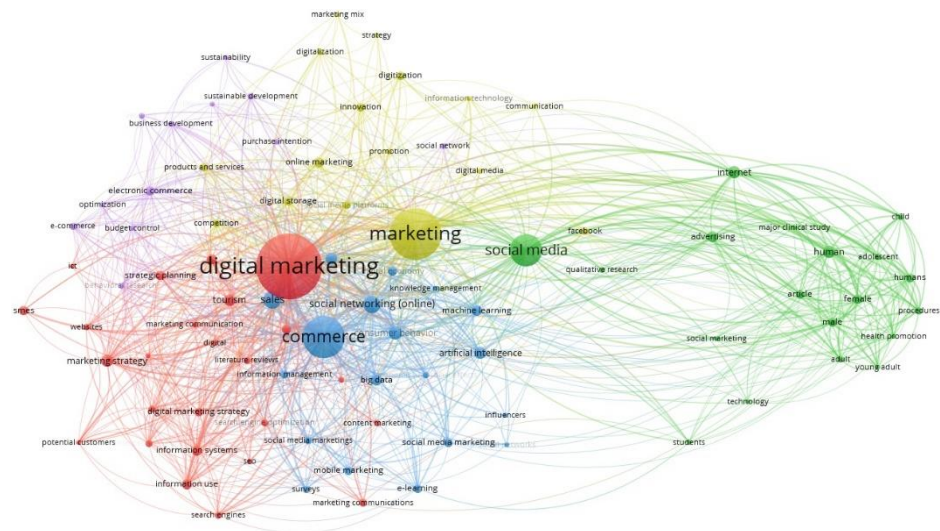 marketing mix
strategy
digitalization
sustainability
digitization
sustainable development
information technology
innovation
communication
business development
purchase intention
promotion
social network
online marketing
products and services
digital media
internet
electronic commerce
optimization
digital storage
child
e-commerce
budget control
competition
marketing
facebook
advertising
major clinical study
social media
human
adolescent
digital marketing
ict
strategic planning
qualitative research
humans
knowledge management
article
female
tourism
sales
social networking (online)
machine learning
procedures
smes
websites
marketing communication
commerce
consumer behavior
male
social marketing
health promotion
digital
marketing strategy
literature reviews
artificial intelligence
adult
young adult
information management
big data
technology
digital marketing strategy
influencers
content marketing
potential customers
social media marketings
social media marketing
students
information systems
seo
mobile marketing
information use
surveys
e-learning
marketing communications
search engines